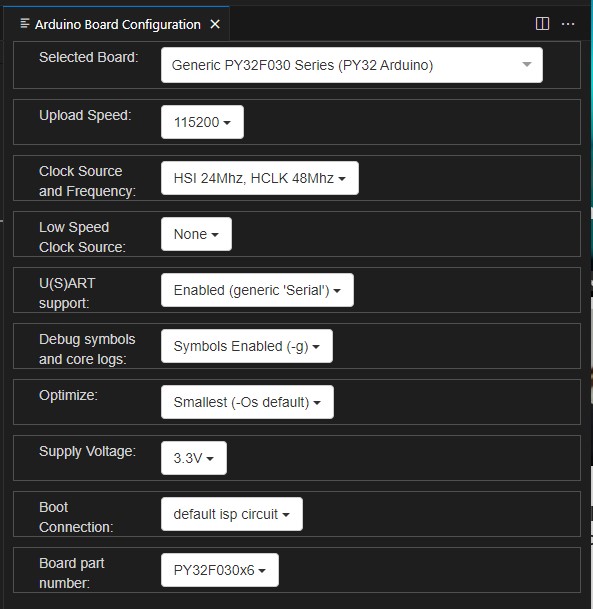 Arduino Board Configuration
Selected Board:
Generic PY32F030 Series (PY32 Arduino)
Upload Speed:
115200
Clock Source
and Frequency:
HSI 24Mhz, HCLK 48Mhz
Low Speed
Clock Source:
None
U(S)ART
support:
Enabled (generic 'Serial')
Debug symbols
and core logs:
Symbols Enabled (-g)
Optimize:
Smallest (-Os default)
Supply Voltage:
3.3V
Boot
Connection:
default isp circuit
Board part
number:
PY32F030x6